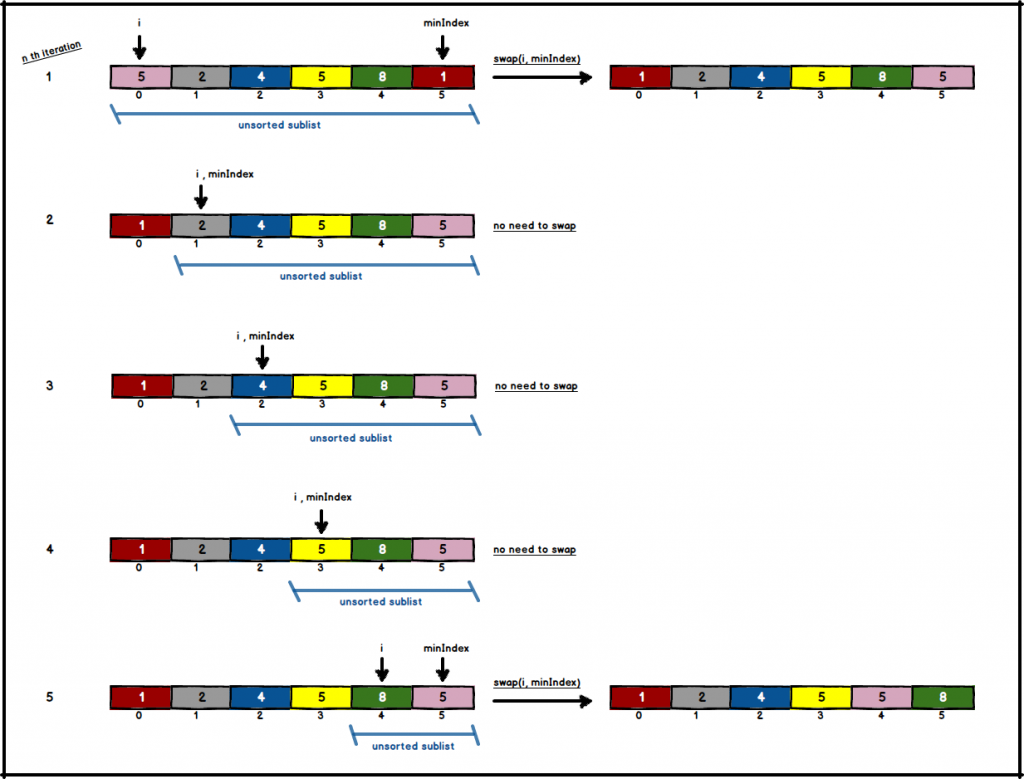 i minIndex
n th iteration
swap(i, minIndex)
1 5 2 4 5 8 1 1 2 4 5 8 5
0 1 2 3 4 5 0 1 2 3 4 5
unsorted sublist
i , minIndex
2 1 2 4 5 8 5 no need to swap
0 1 2 3 4 5
unsorted sublist
i , minIndex
3 1 2 4 5 8 5 no need to swap
0 1 2 3 4 5
unsorted sublist
i , minIndex
4 1 2 4 5 8 5 no need to swap
0 1 2 3 4 5
unsorted sublist
i minIndex
swap(i, minIndex)
5 1 2 4 5 8 5 1 2 4 5 5 8
0 1 2 3 4 5 0 1 2 3 4 5
unsorted sublist